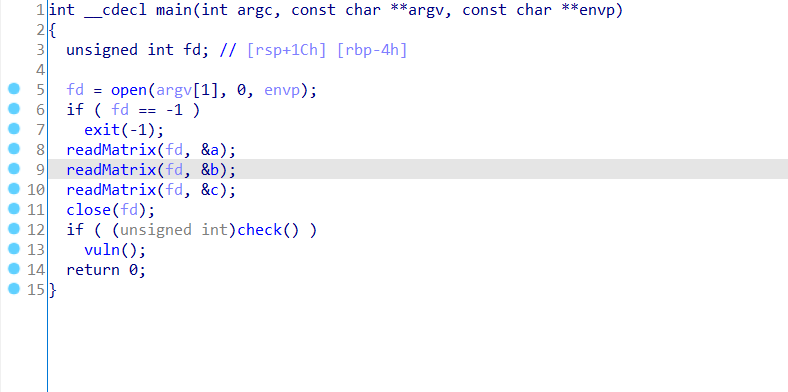 1 int __cdecl main(int argc, const char **argv, const char **envp)
2 {
3   unsigned int fd; // [rsp+1Ch] [rbp-4h]
4
5   fd = open(argv[1], 0, envp);
6   if ( fd == -1 )
7     exit(-1);
8   readMatrix(fd, &a);
9   readMatrix(fd, &b);
10   readMatrix(fd, &c);
11   close(fd);
12   if ( (unsigned int)check() )
13     vuln();
14   return 0;
15 }